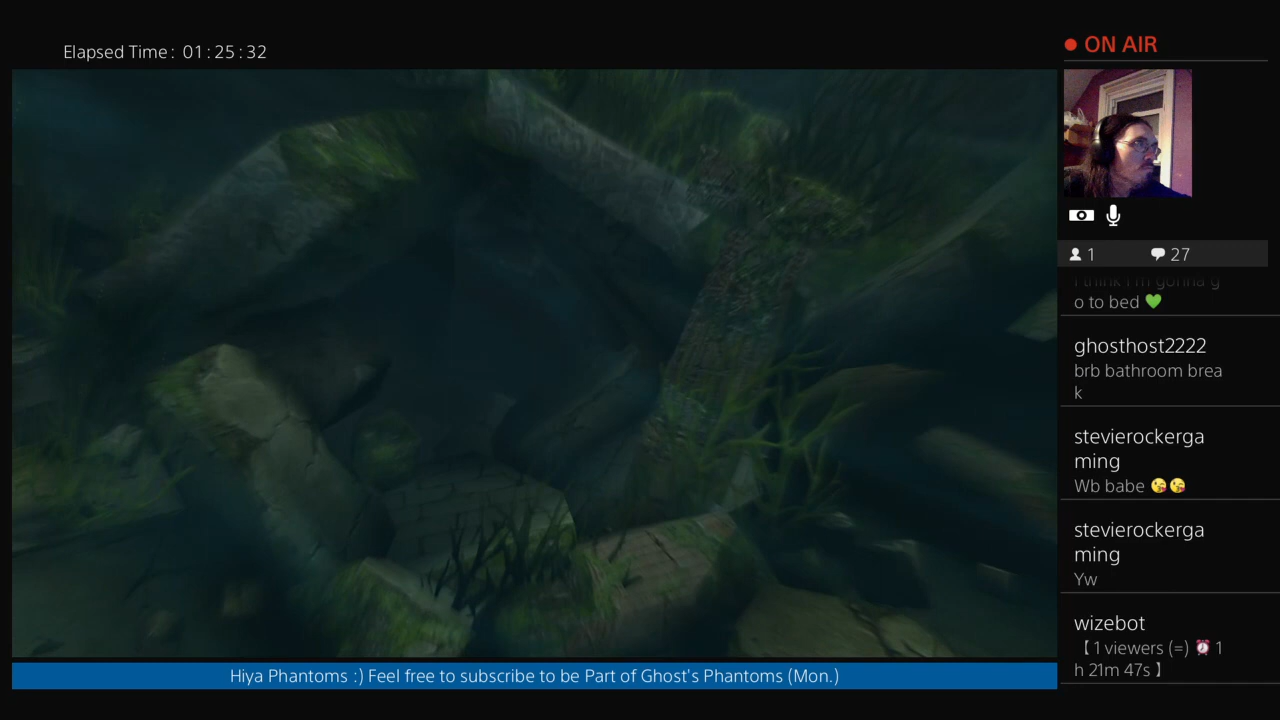 Elapsed Time: 01:25:32
ON AIR
1 27
I think I'm gonna g
o to bed 💚
ghosthost2222
brb bathroom brea
k
stevierockerga
ming
Wb babe 😘😘
stevierockerga
ming
Yw
wizebot
【1 viewers (=) ⏰ 1
h 21m 47s 】
Hiya Phantoms :) Feel free to subscribe to be Part of Ghost's Phantoms (Mon.)